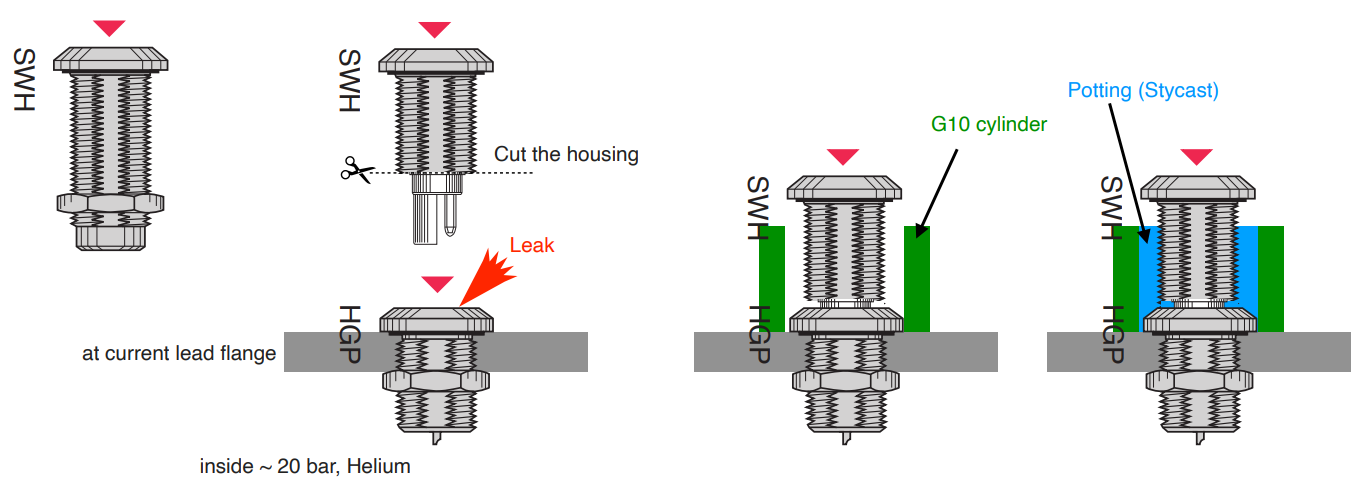 SWH
SWH
Cut the housing
Leak
HGP
at current lead flange
inside ~ 20 bar, Helium
G10 cylinder
SWH
HGP
Potting (Stycast)
SWH
HGP